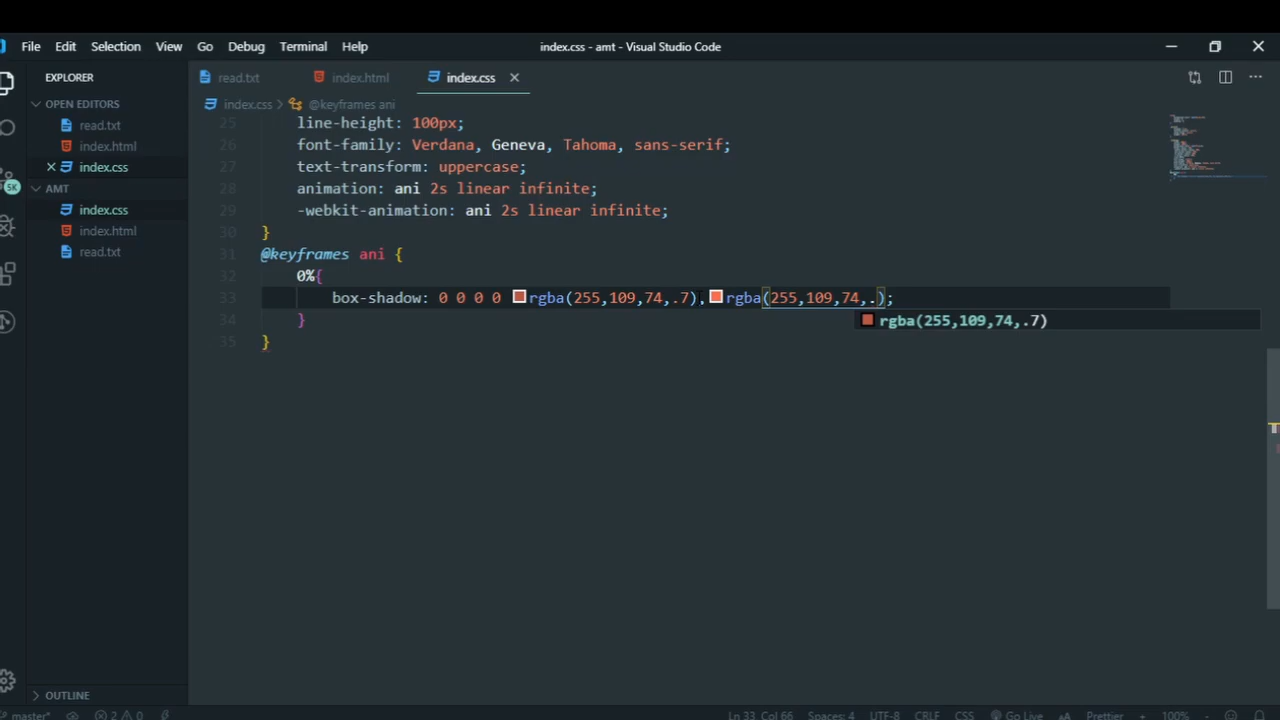 File Edit Selection View Go Debug Terminal Help index.css - amt - Visual Studio Code
EXPLORER
read.txt index.html index.css
OPEN EDITORS
index.css > @keyframes ani
read.txt
index.html
index.css
AMT
index.css
index.html
read.txt
SK
25 line-height: 100px;
26 font-family: Verdana, Geneva, Tahoma, sans-serif;
27 text-transform: uppercase;
28 animation: ani 2s linear infinite;
29 -webkit-animation: ani 2s linear infinite;
30 }
31 @keyframes ani {
32 0%{
33 box-shadow: 0 0 0 0 rgba(255,109,74,.7), rgba(255,109,74,.);
rgba(255,109,74,.7)
34 }
35 }
OUTLINE
master* 2 0 Ln 33, Col 66 Spaces: 4 UTF-8 CRLF CSS Go Live Prettier 100%